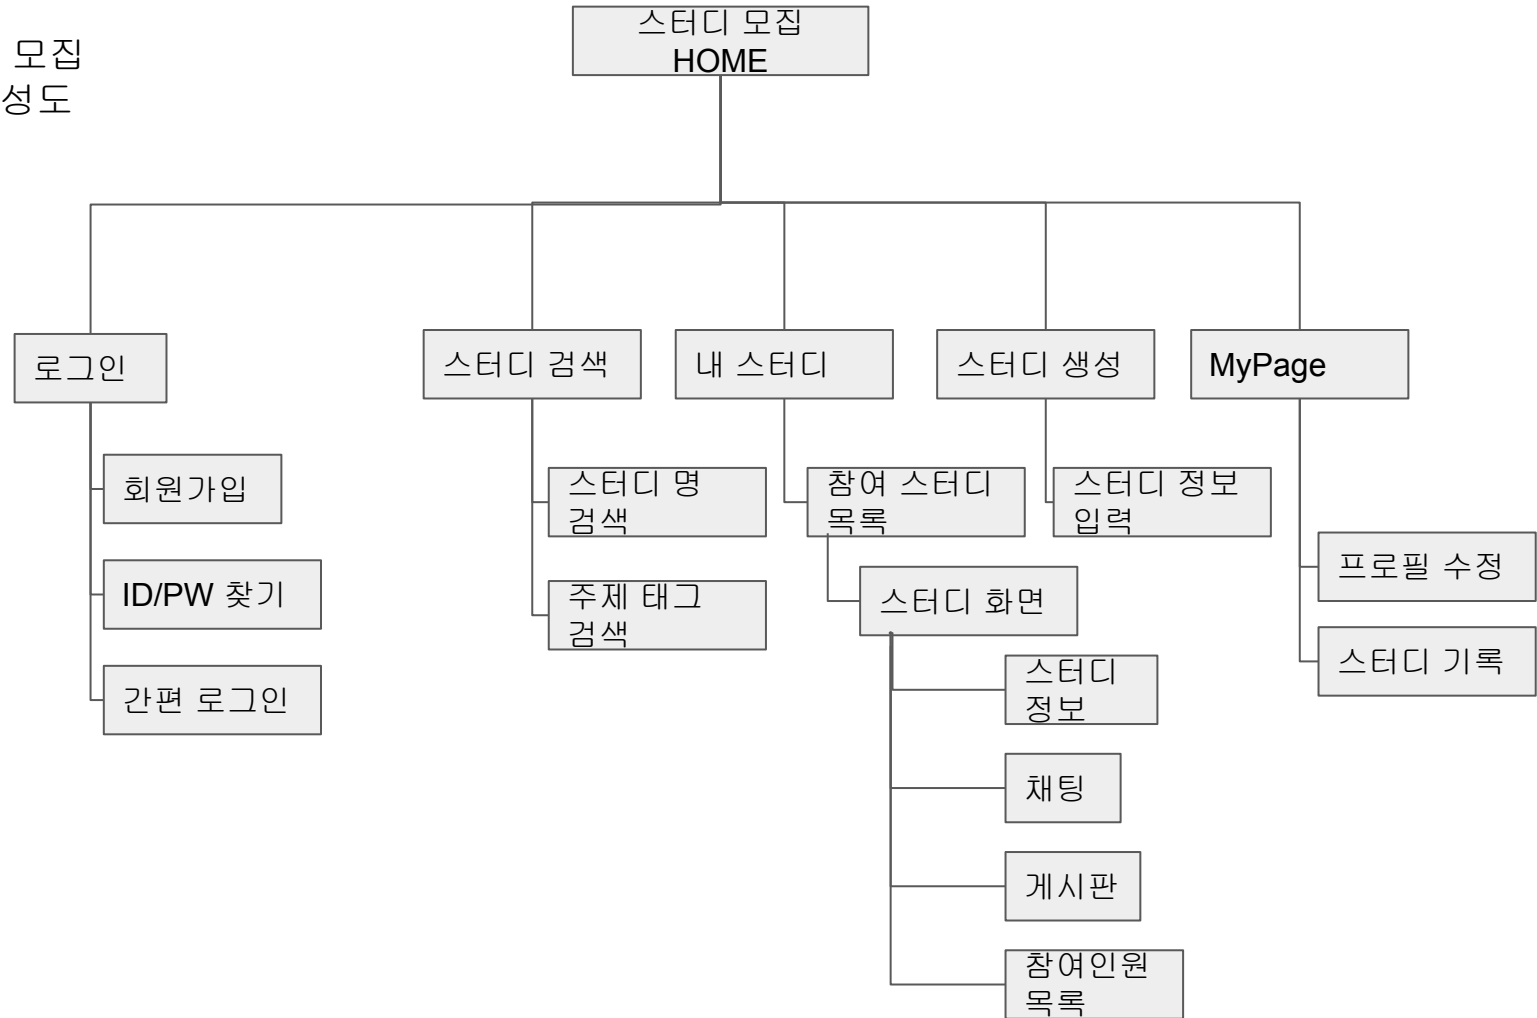 모집
성도
스터디 모집
HOME
로그인
스터디 검색
내 스터디
스터디 생성
MyPage
회원가입
ID/PW 찾기
간편 로그인
스터디 명
검색
주제 태그
검색
참여 스터디
목록
스터디 화면
스터디
정보
채팅
게시판
참여인원
목록
스터디 정보
입력
프로필 수정
스터디 기록